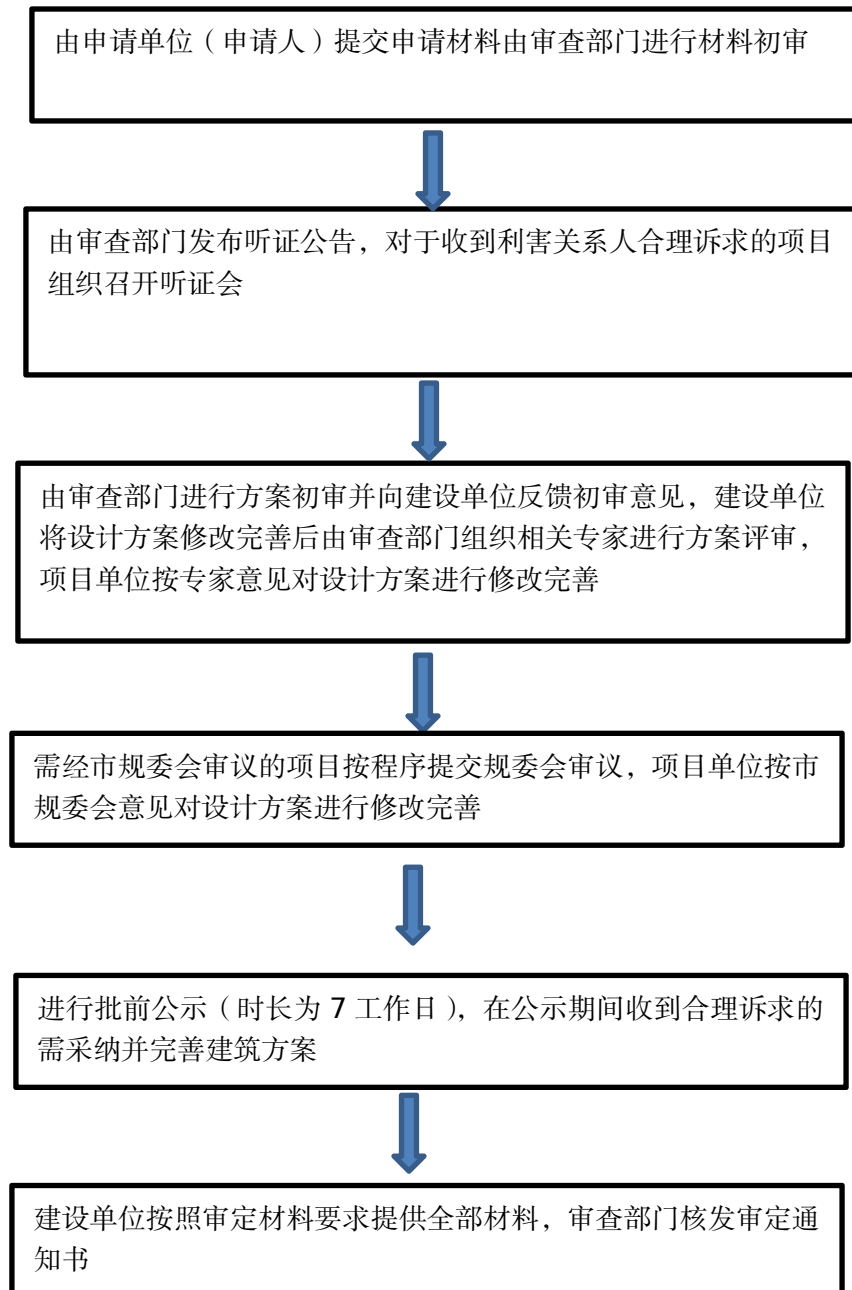 由申请单位（申请人）提交申请材料由审查部门进行材料初审
由审查部门发布听证公告，对于收到利害关系人合理诉求的项目
组织召开听证会
由审查部门进行方案初审并向建设单位反馈初审意见，建设单位
将设计方案修改完善后由审查部门组织相关专家进行方案评审，
项目单位按专家意见对设计方案进行修改完善
需经市规委会审议的项目按程序提交规委会审议，项目单位按市
规委会意见对设计方案进行修改完善
进行批前公示（时长为 7 工作日），在公示期间收到合理诉求的
需采纳并完善建筑方案
建设单位按照审定材料要求提供全部材料，审查部门核发审定通
知书